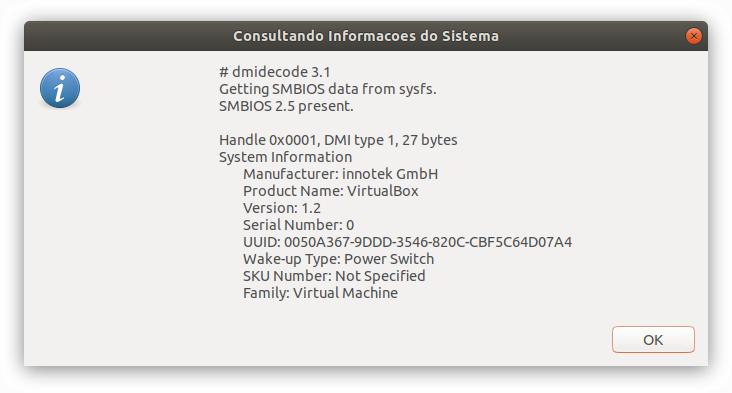 Consultando Informacoes do Sistema
# dmidecode 3.1
Getting SMBIOS data from sysfs.
SMBIOS 2.5 present.
Handle 0x0001, DMI type 1, 27 bytes
System Information
Manufacturer: innotek GmbH
Product Name: VirtualBox
Version: 1.2
Serial Number: 0
UUID: 0050A367-9DDD-3546-820C-CBF5C64D07A4
Wake-up Type: Power Switch
SKU Number: Not Specified
Family: Virtual Machine
OK